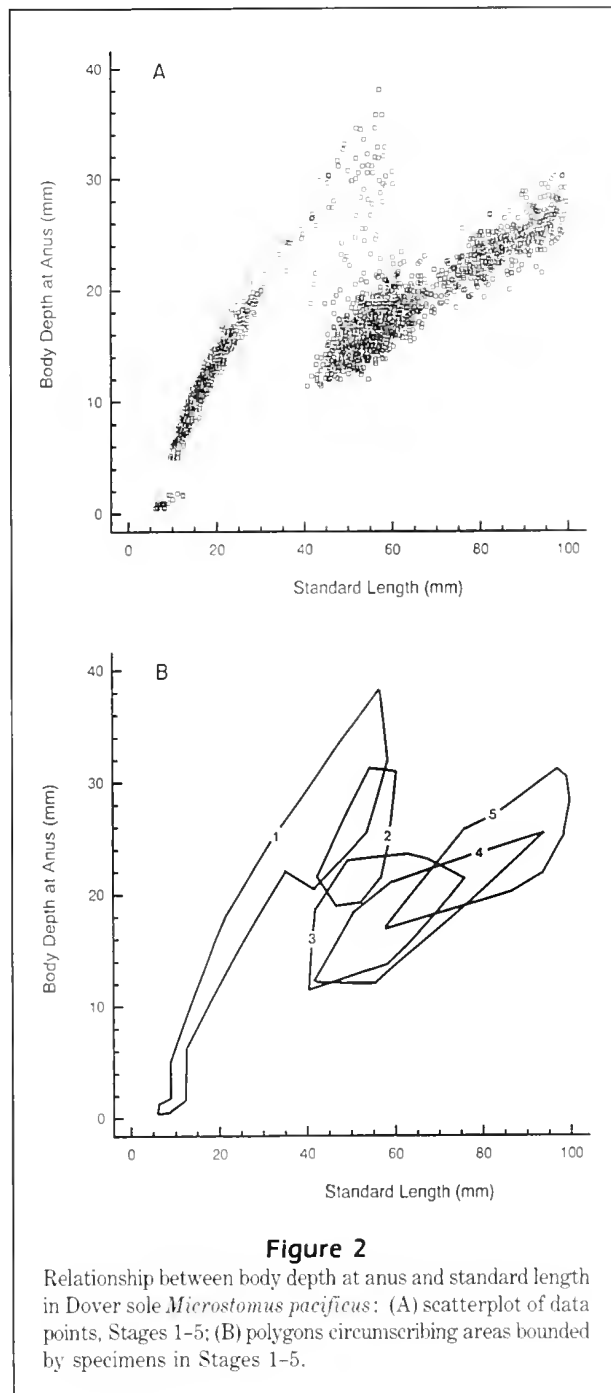 A
40
30
20
10
0
Body Depth at Anus (mm)
0 20 40 60 80 100
Standard Length (mm)
B
40
30
20
10
0
Body Depth at Anus (mm)
1
2
3
4
5
0 20 40 60 80 100
Standard Length (mm)
Figure 2
Relationship between body depth at anus and standard length
in Dover sole Microstomus pacificus: (A) scatterplot of data
points, Stages 1–5; (B) polygons circumscribing areas bounded
by specimens in Stages 1–5.